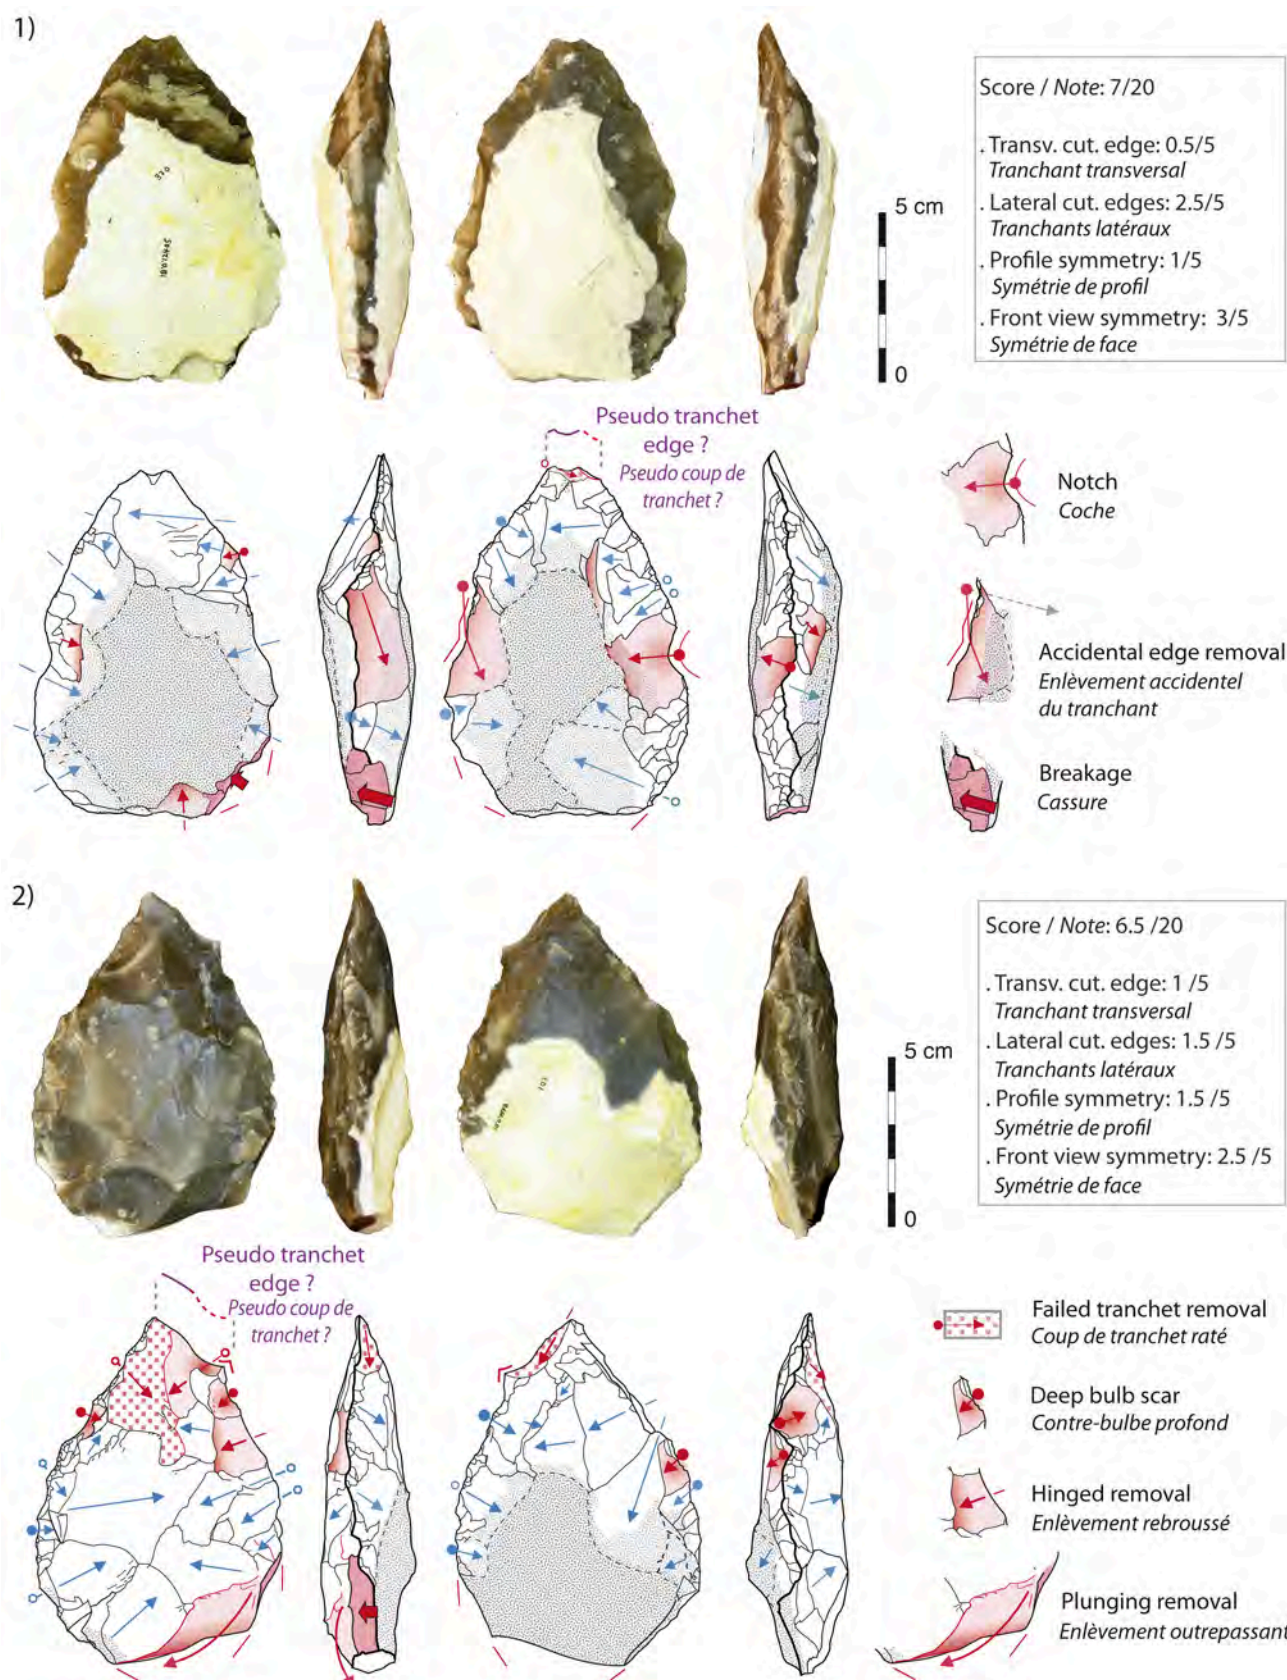 1)
Score / Note: 7/20
. Transv. cut. edge: 0.5/5
Tranchant transversal
. Lateral cut. edges: 2.5/5
Tranchants latéraux
. Profile symmetry: 1/5
Symétrie de profil
. Front view symmetry: 3/5
Symétrie de face
5 cm
0
Pseudo tranchet
edge ?
Pseudo coup de
tranchet ?
Notch
Coche
Accidental edge removal
Enlèvement accidentel
du tranchant
Breakage
Cassure
2)
Score / Note: 6.5 /20
. Transv. cut. edge: 1 /5
Tranchant transversal
. Lateral cut. edges: 1.5 /5
Tranchants latéraux
. Profile symmetry: 1.5 /5
Symétrie de profil
. Front view symmetry: 2.5 /5
Symétrie de face
5 cm
0
Pseudo tranchet
edge ?
Pseudo coup de
tranchet ?
Failed tranchet removal
Coup de tranchet raté
Deep bulb scar
Contre-bulbe profond
Hinged removal
Enlèvement rebroussé
Plunging removal
Enlèvement outrepassant